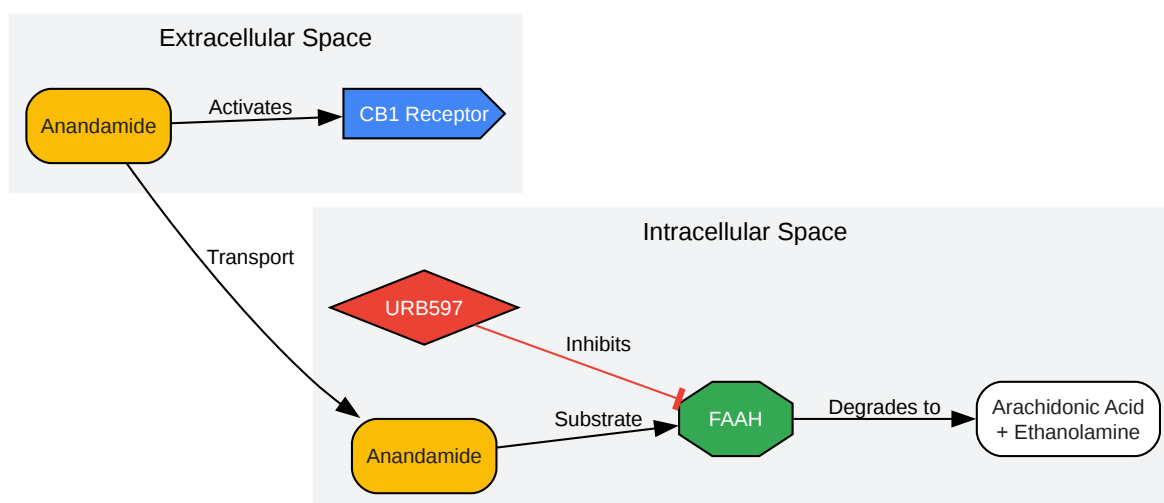 Extracellular Space
Activates
Anandamide
CB1 Receptor
Transport
Intracellular Space
URB597
Inhibits
Anandamide
Substrate
FAAH
Degrades to
Arachidonic Acid
+ Ethanolamine